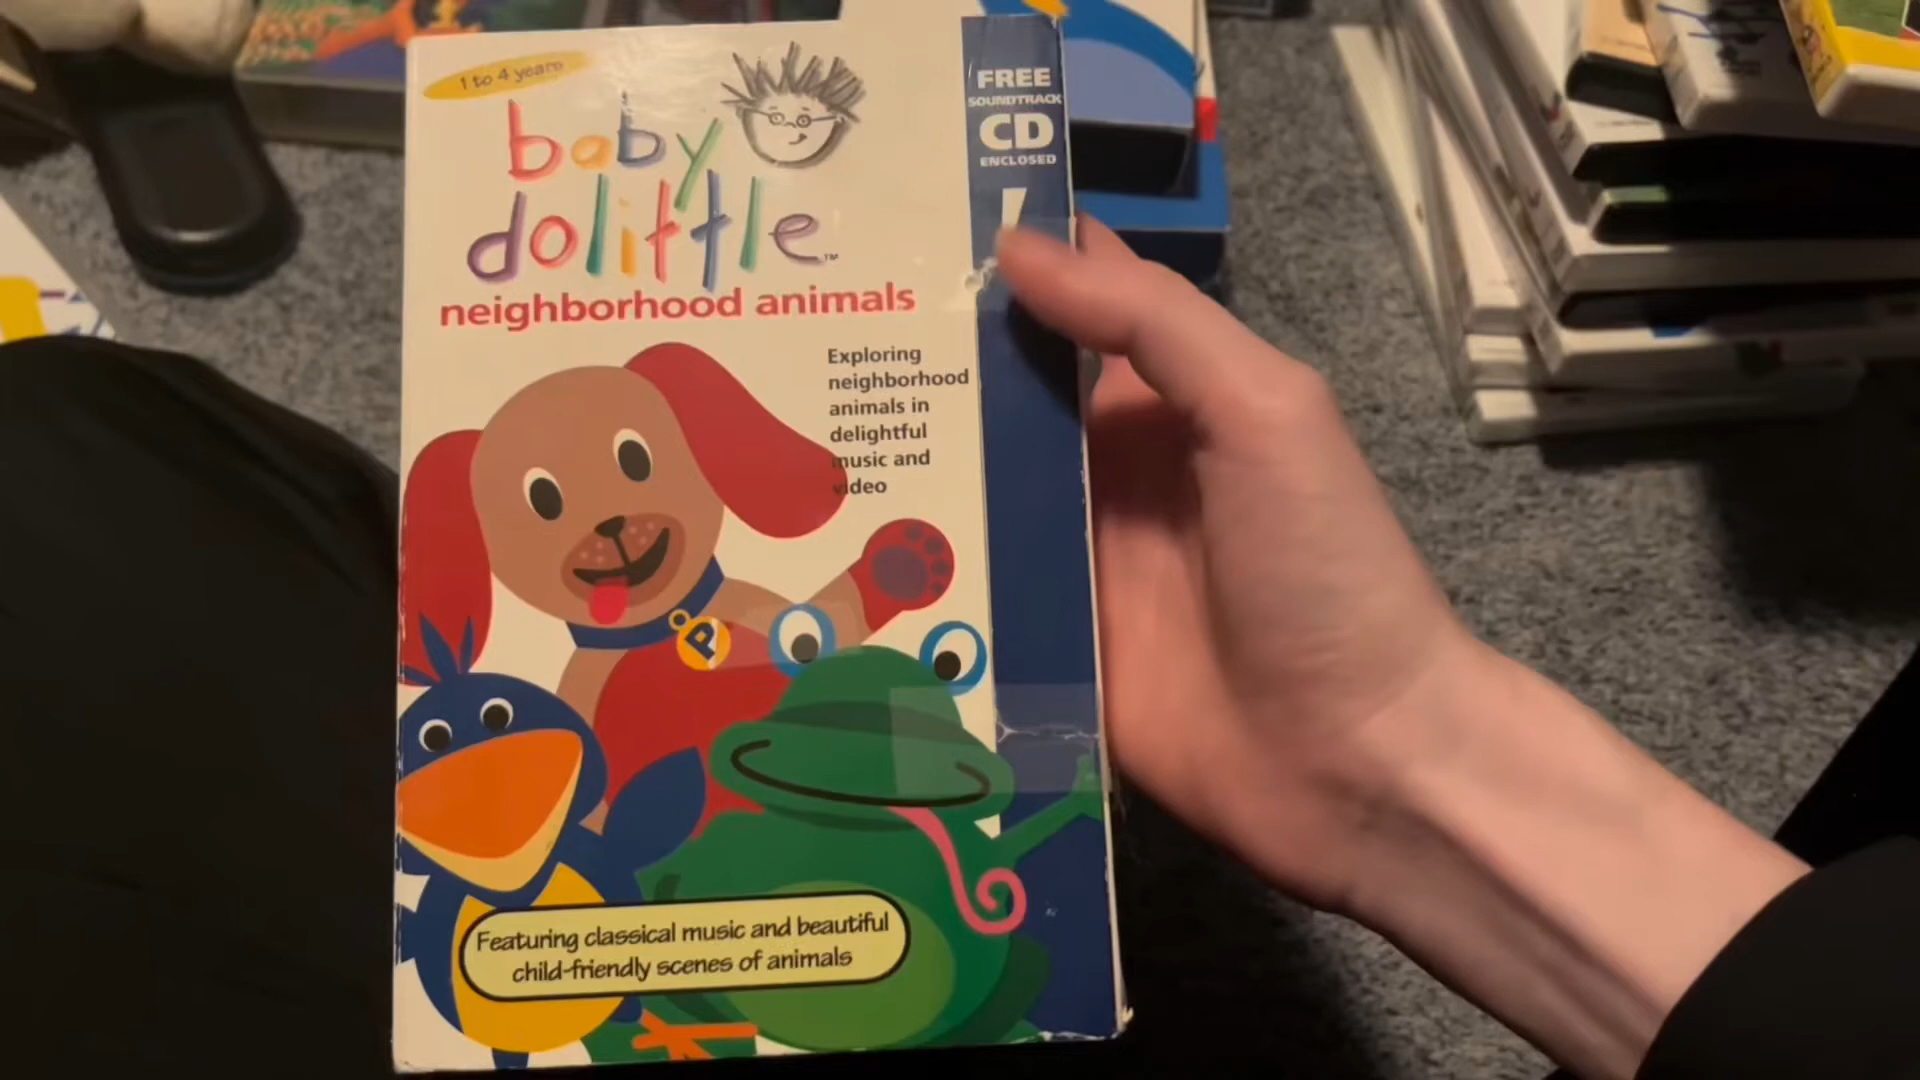 1 to 4 years
baby
dolittle™
neighborhood animals
FREE
SOUNDTRACK
CD
ENCLOSED
!
Exploring
neighborhood
animals in
delightful
music and
video
P
Featuring classical music and beautiful
child-friendly scenes of animals